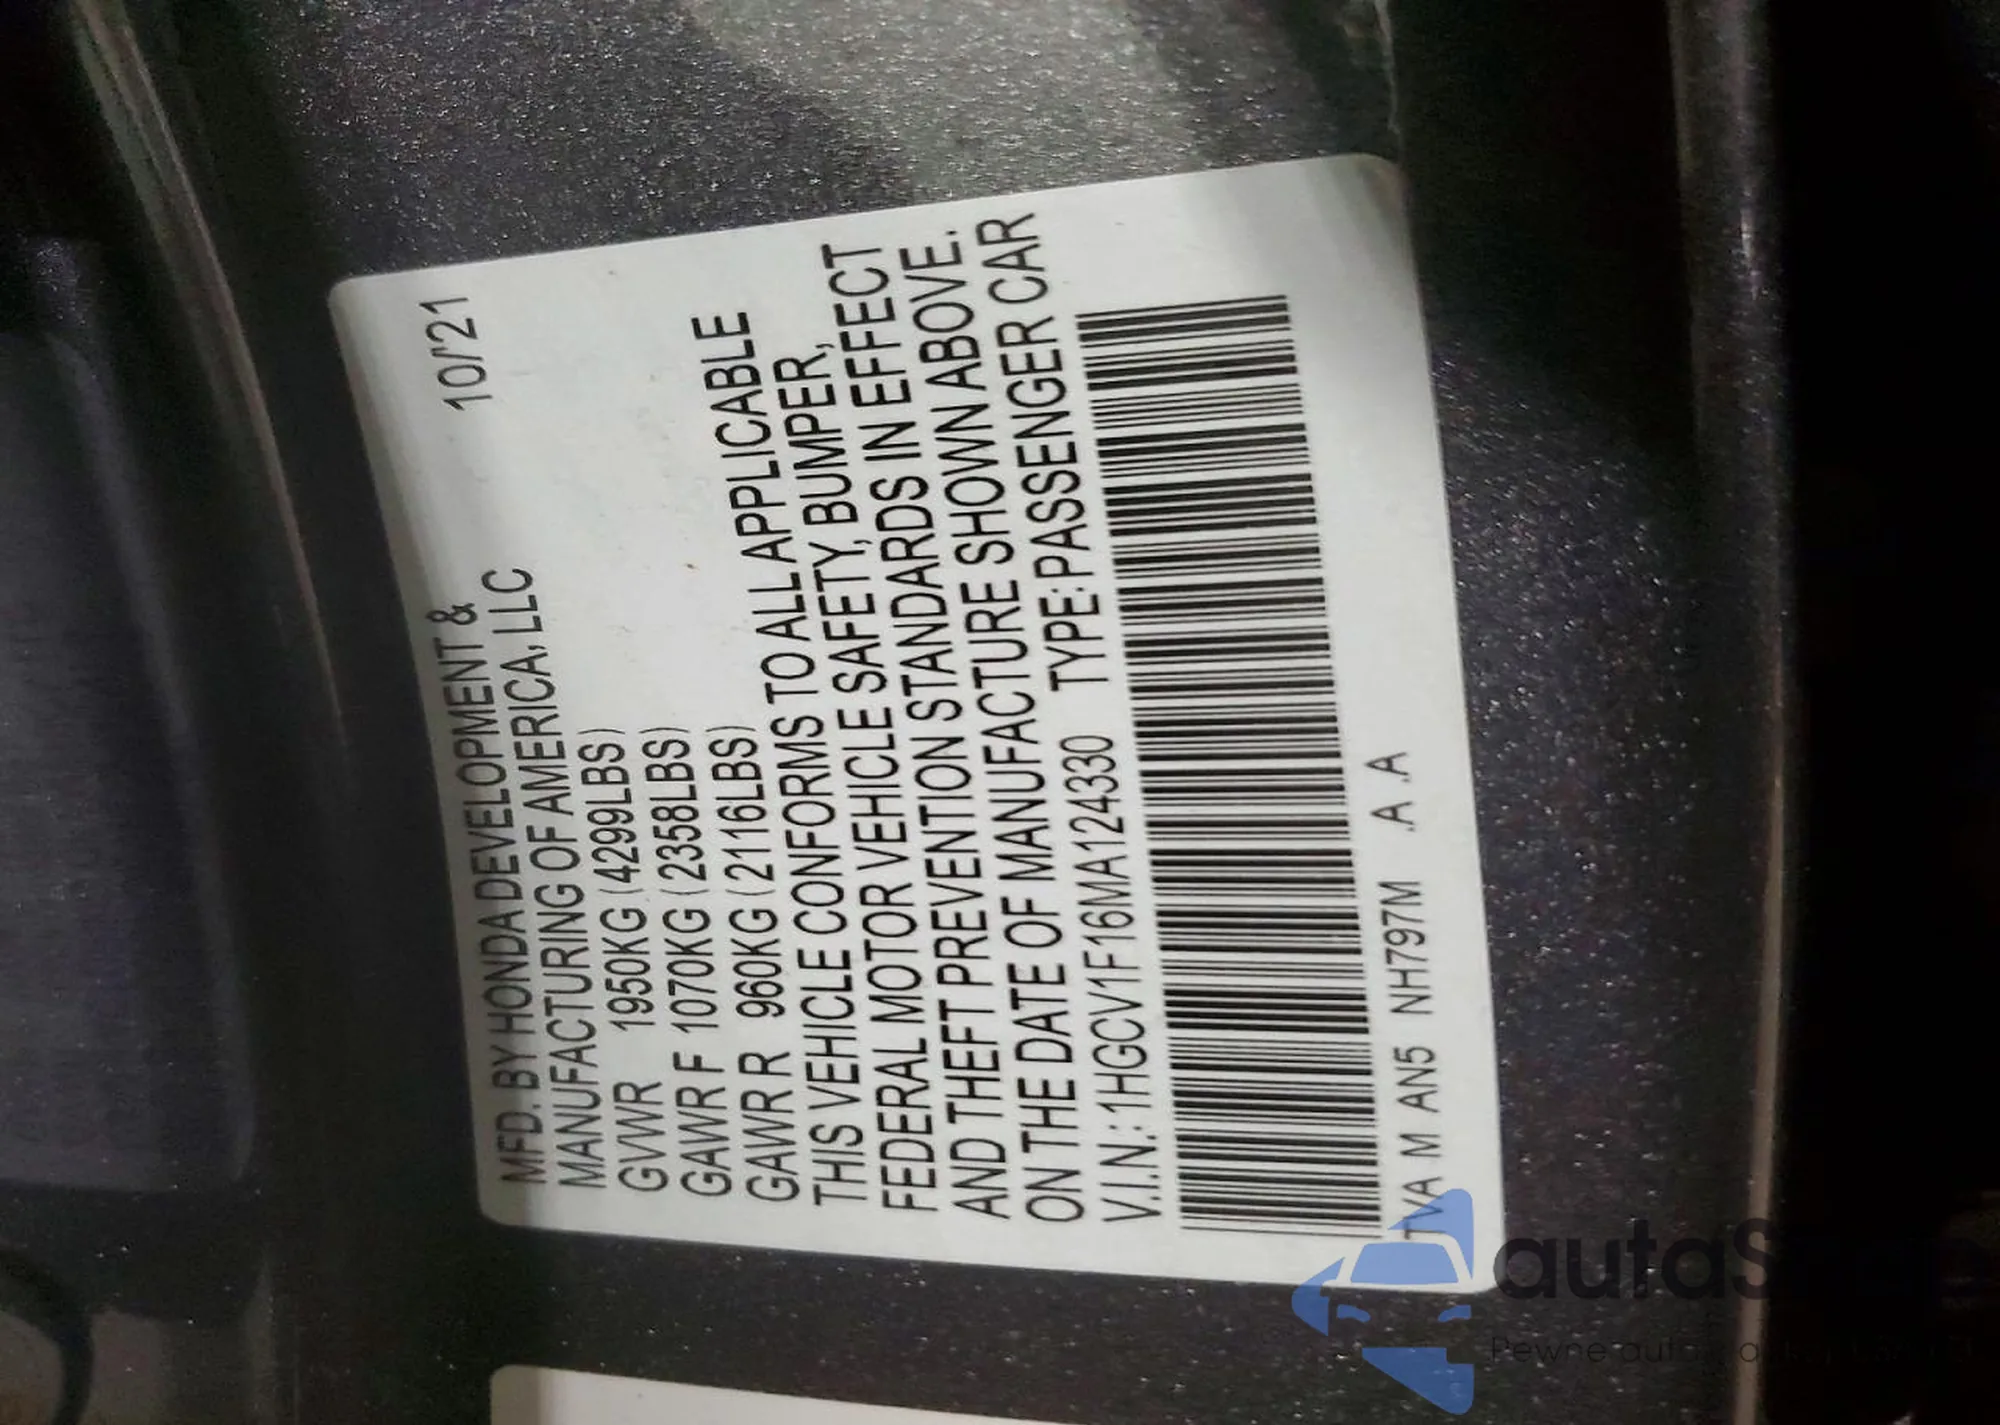 MFD. BY HONDA DEVELOPMENT & 10/21
MANUFACTURING OF AMERICA, LLC
GVWR 1950KG (4299LBS)
GAWR F 1070KG (2358LBS)
GAWR R 960KG (2116LBS)
THIS VEHICLE CONFORMS TO ALL APPLICABLE
FEDERAL MOTOR VEHICLE SAFETY, BUMPER,
AND THEFT PREVENTION STANDARDS IN EFFECT
ON THE DATE OF MANUFACTURE SHOWN ABOVE.
V.I.N.: 1HGCV1F16MA124330 TYPE: PASSENGER CAR
TVA M AN5 NH797M .A .A
Pewne